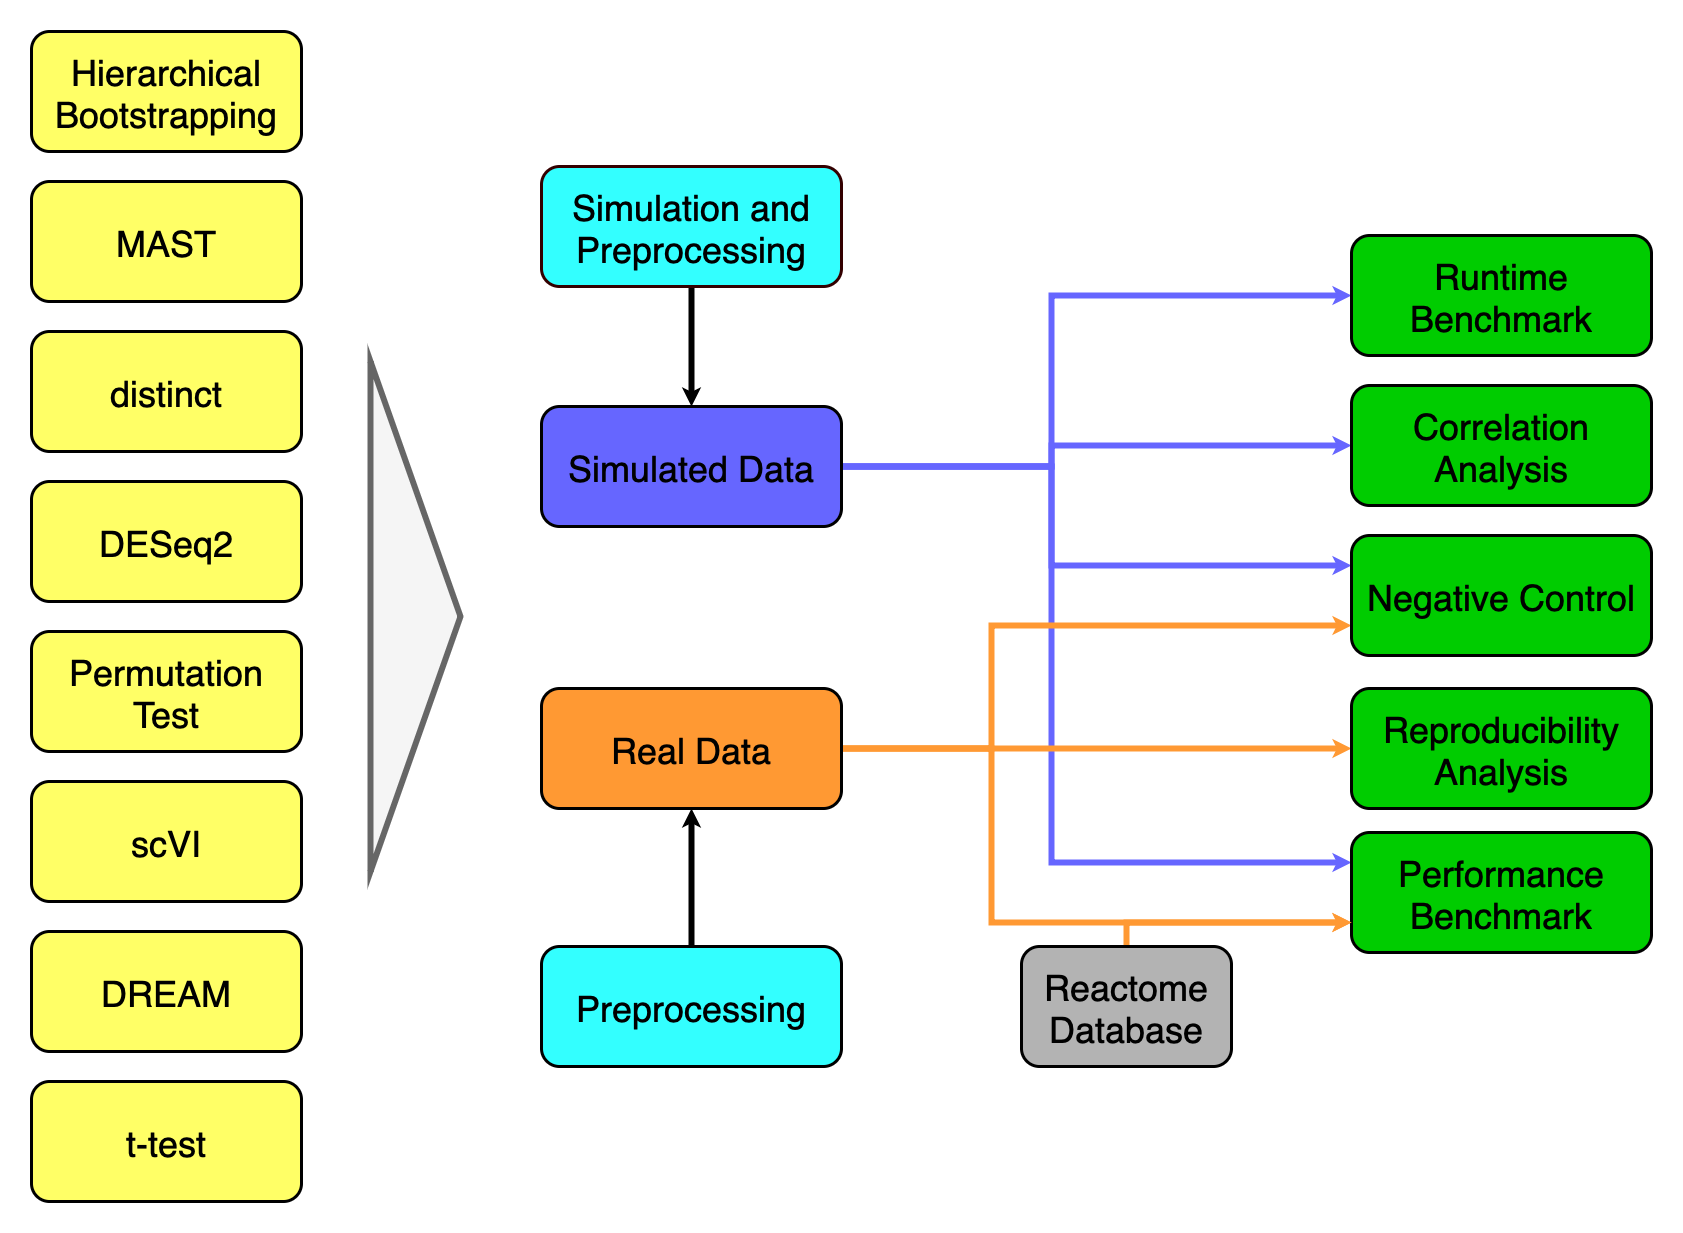 Hierarchical
Bootstrapping
MAST
distinct
DESeq2
Permutation
Test
scVI
DREAM
t-test
Simulation and
Preprocessing
Simulated Data
Real Data
Preprocessing
Reactome
Database
Runtime
Benchmark
Correlation
Analysis
Negative Control
Reproducibility
Analysis
Performance
Benchmark